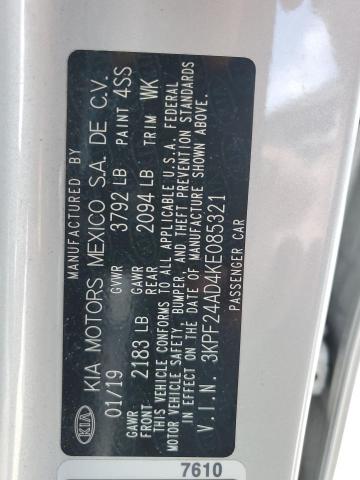 KIA
MANUFACTURED BY
KIA MOTORS MEXICO S.A. DE C.V.
01/19 GVWR 3792 LB PAINT 4SS
GAWR FRONT 2183 LB GAWR REAR 2094 LB TRIM WK
THIS VEHICLE CONFORMS TO ALL APPLICABLE U.S.A. FEDERAL
MOTOR VEHICLE SAFETY, BUMPER, AND THEFT PREVENTION STANDARDS
IN EFFECT ON THE DATE OF MANUFACTURE SHOWN ABOVE.
V.I.N. 3KPF24AD4KE085321
PASSENGER CAR
7610